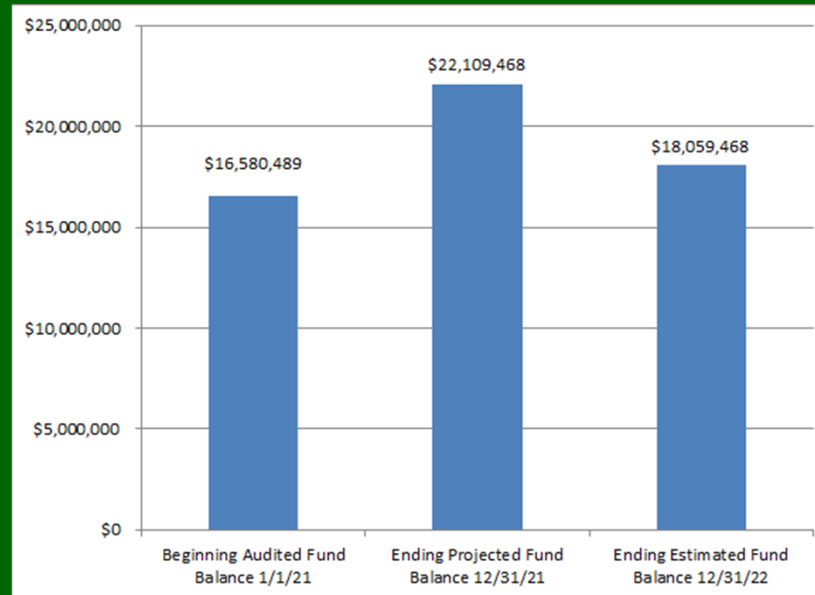 $25,000,000
$22,109,468
$20,000,000
$18,059,468
$16,580,489
$15,000,000
$10,000,000
$5,000,000
$0
Beginning Audited Fund
Balance 1/1/21
Ending Projected Fund
Balance 12/31/21
Ending Estimated Fund
Balance 12/31/22